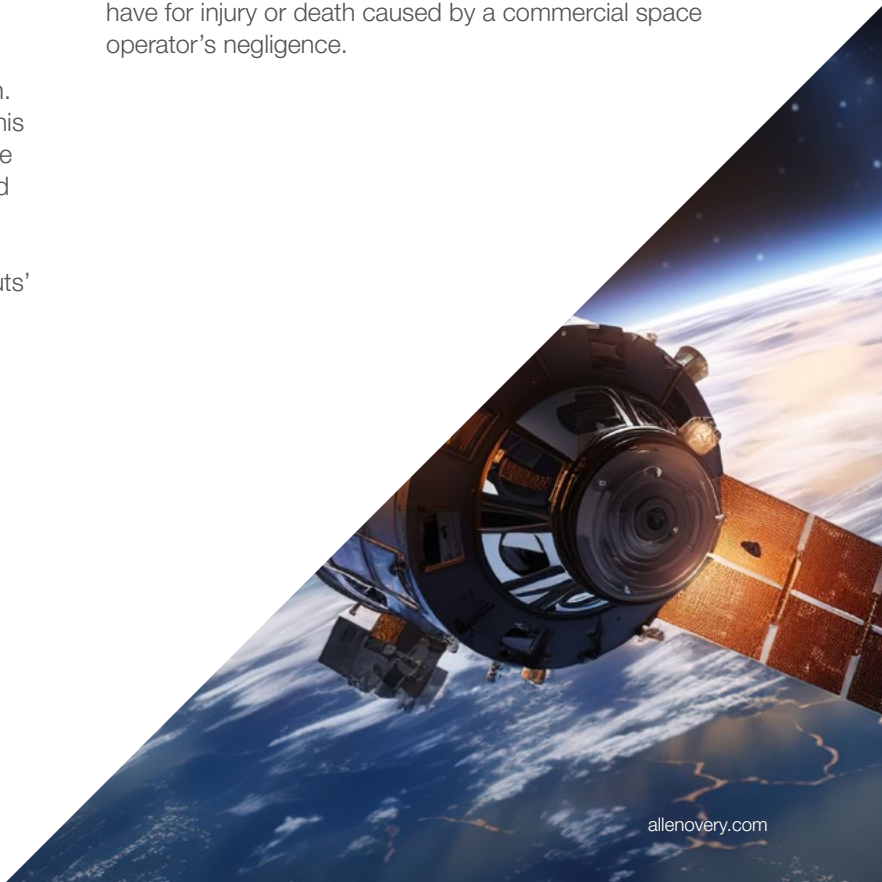 have for injury or death caused by a commercial space
operator’s negligence.
e
d
allenovery.com